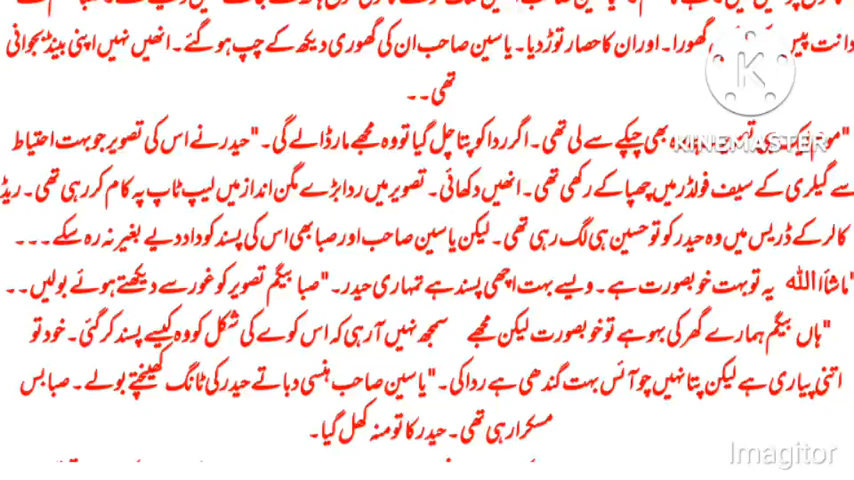 دانت پیس گھورا۔ اور ان کا حصار توڑ دیا۔ یاسین صاحب ان کی گھوری دیکھ کے چپ ہو گئے۔ انھیں نہیں اپنی بینڈ بجوانی
تھی۔۔
بھی چپکے سے لی تھی۔ اگر ردا کو پتا چل گیا تو وہ مجھے مار ڈالے گی۔" حیدر نے اس کی تصویر جو بہت احتیاط
سے گیلری کے سیف فولڈر میں چھپا کے رکھی تھی۔ انھیں دکھائی۔ تصویر میں ردا بڑے مگن انداز میں لیپ ٹاپ پہ کام کر رہی تھی۔ ریڈ
کالر کے ڈریس میں وہ حیدر کو تو حسین ہی لگ رہی تھی۔ لیکن یاسین صاحب اور صبا بھی اس کی پسند کو داد دیے بغیر نہ رہ سکے۔۔۔
"ماشاءاللہ یہ تو بہت خوبصورت ہے۔ ویسے بہت اچھی پسند ہے تمہاری حیدر۔" صبا بیگم تصویر کو غور سے دیکھتے ہوئے بولیں۔۔
"ہاں بیگم ہمارے گھر کی بہو ہے تو خوبصورت لیکن مجھے سمجھ نہیں آرہی کہ اس کوے کی شکل کو وہ کیسے پسند کر گئی۔ خود تو
اتنی پیاری ہے لیکن پتا نہیں چوائس بہت گندھی ہے ردا کی۔" یاسین صاحب ہنسی دباتے حیدر کی ٹانگ کھینچتے بولے۔ صبا بس
مسکرا رہی تھی۔ حیدر کا تو منہ کھل گیا۔
K
KINEMASTER
Imagitor